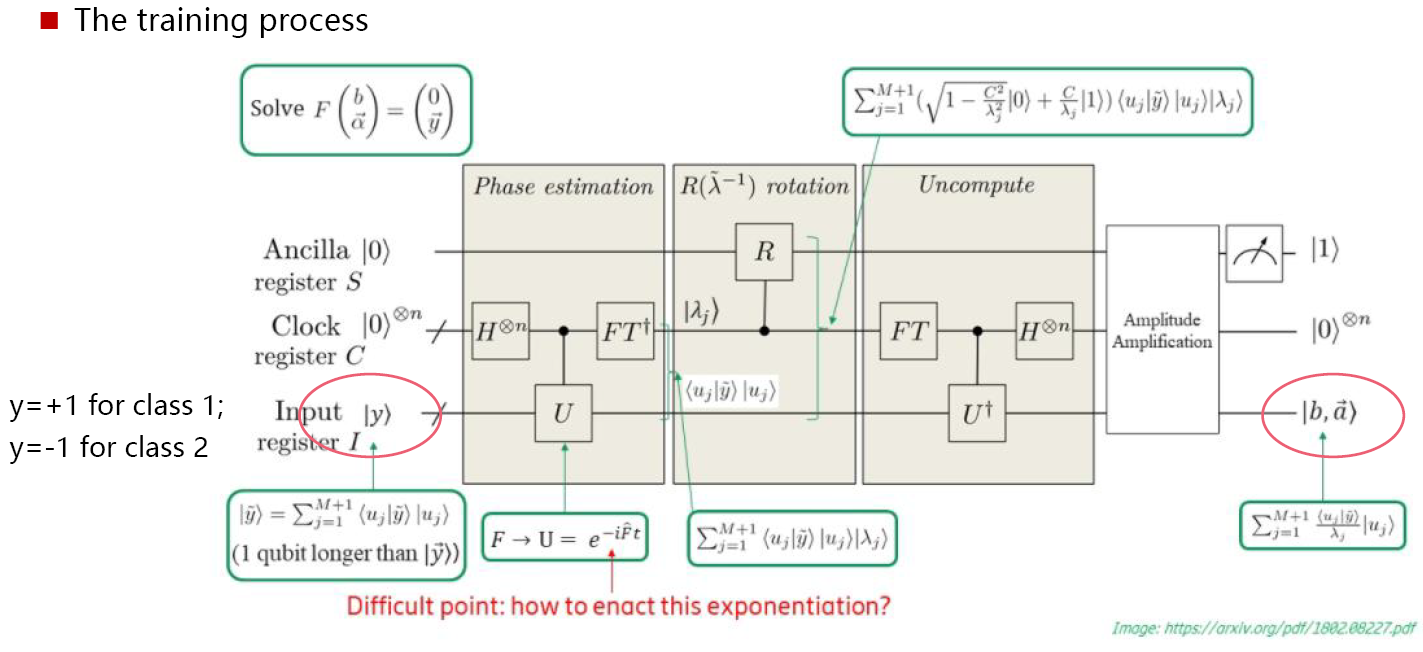 ■ The training process
Solve F (b α⃗) = (0 y⃗)
∑_{j=1}^{M+1}(√(1 − C²/λ_j²)|0⟩ + C/λ_j|1⟩) ⟨u_j|ỹ⟩ |u_j⟩|λ_j⟩
Phase estimation
R(λ̃⁻¹) rotation
Uncompute
Ancilla |0⟩
register S
R
|1⟩
|λ_j⟩
Clock |0⟩^{⊗n}
register C
H^{⊗n}
FT†
FT
H^{⊗n}
Amplitude
Amplification
|0⟩^{⊗n}
⟨u_j|ỹ⟩ |u_j⟩
y=+1 for class 1;
y=-1 for class 2
Input |y⟩
register I
U
U†
|b, a⃗⟩
|ỹ⟩ = ∑_{j=1}^{M+1} ⟨u_j|ỹ⟩ |u_j⟩
(1 qubit longer than |y⃗⟩)
F → U = e^{-iF̂t}
∑_{j=1}^{M+1} ⟨u_j|ỹ⟩ |u_j⟩|λ_j⟩
∑_{j=1}^{M+1} ⟨u_j|ỹ⟩/λ_j |u_j⟩
Difficult point: how to enact this exponentiation?
Image: https://arxiv.org/pdf/1802.08227.pdf